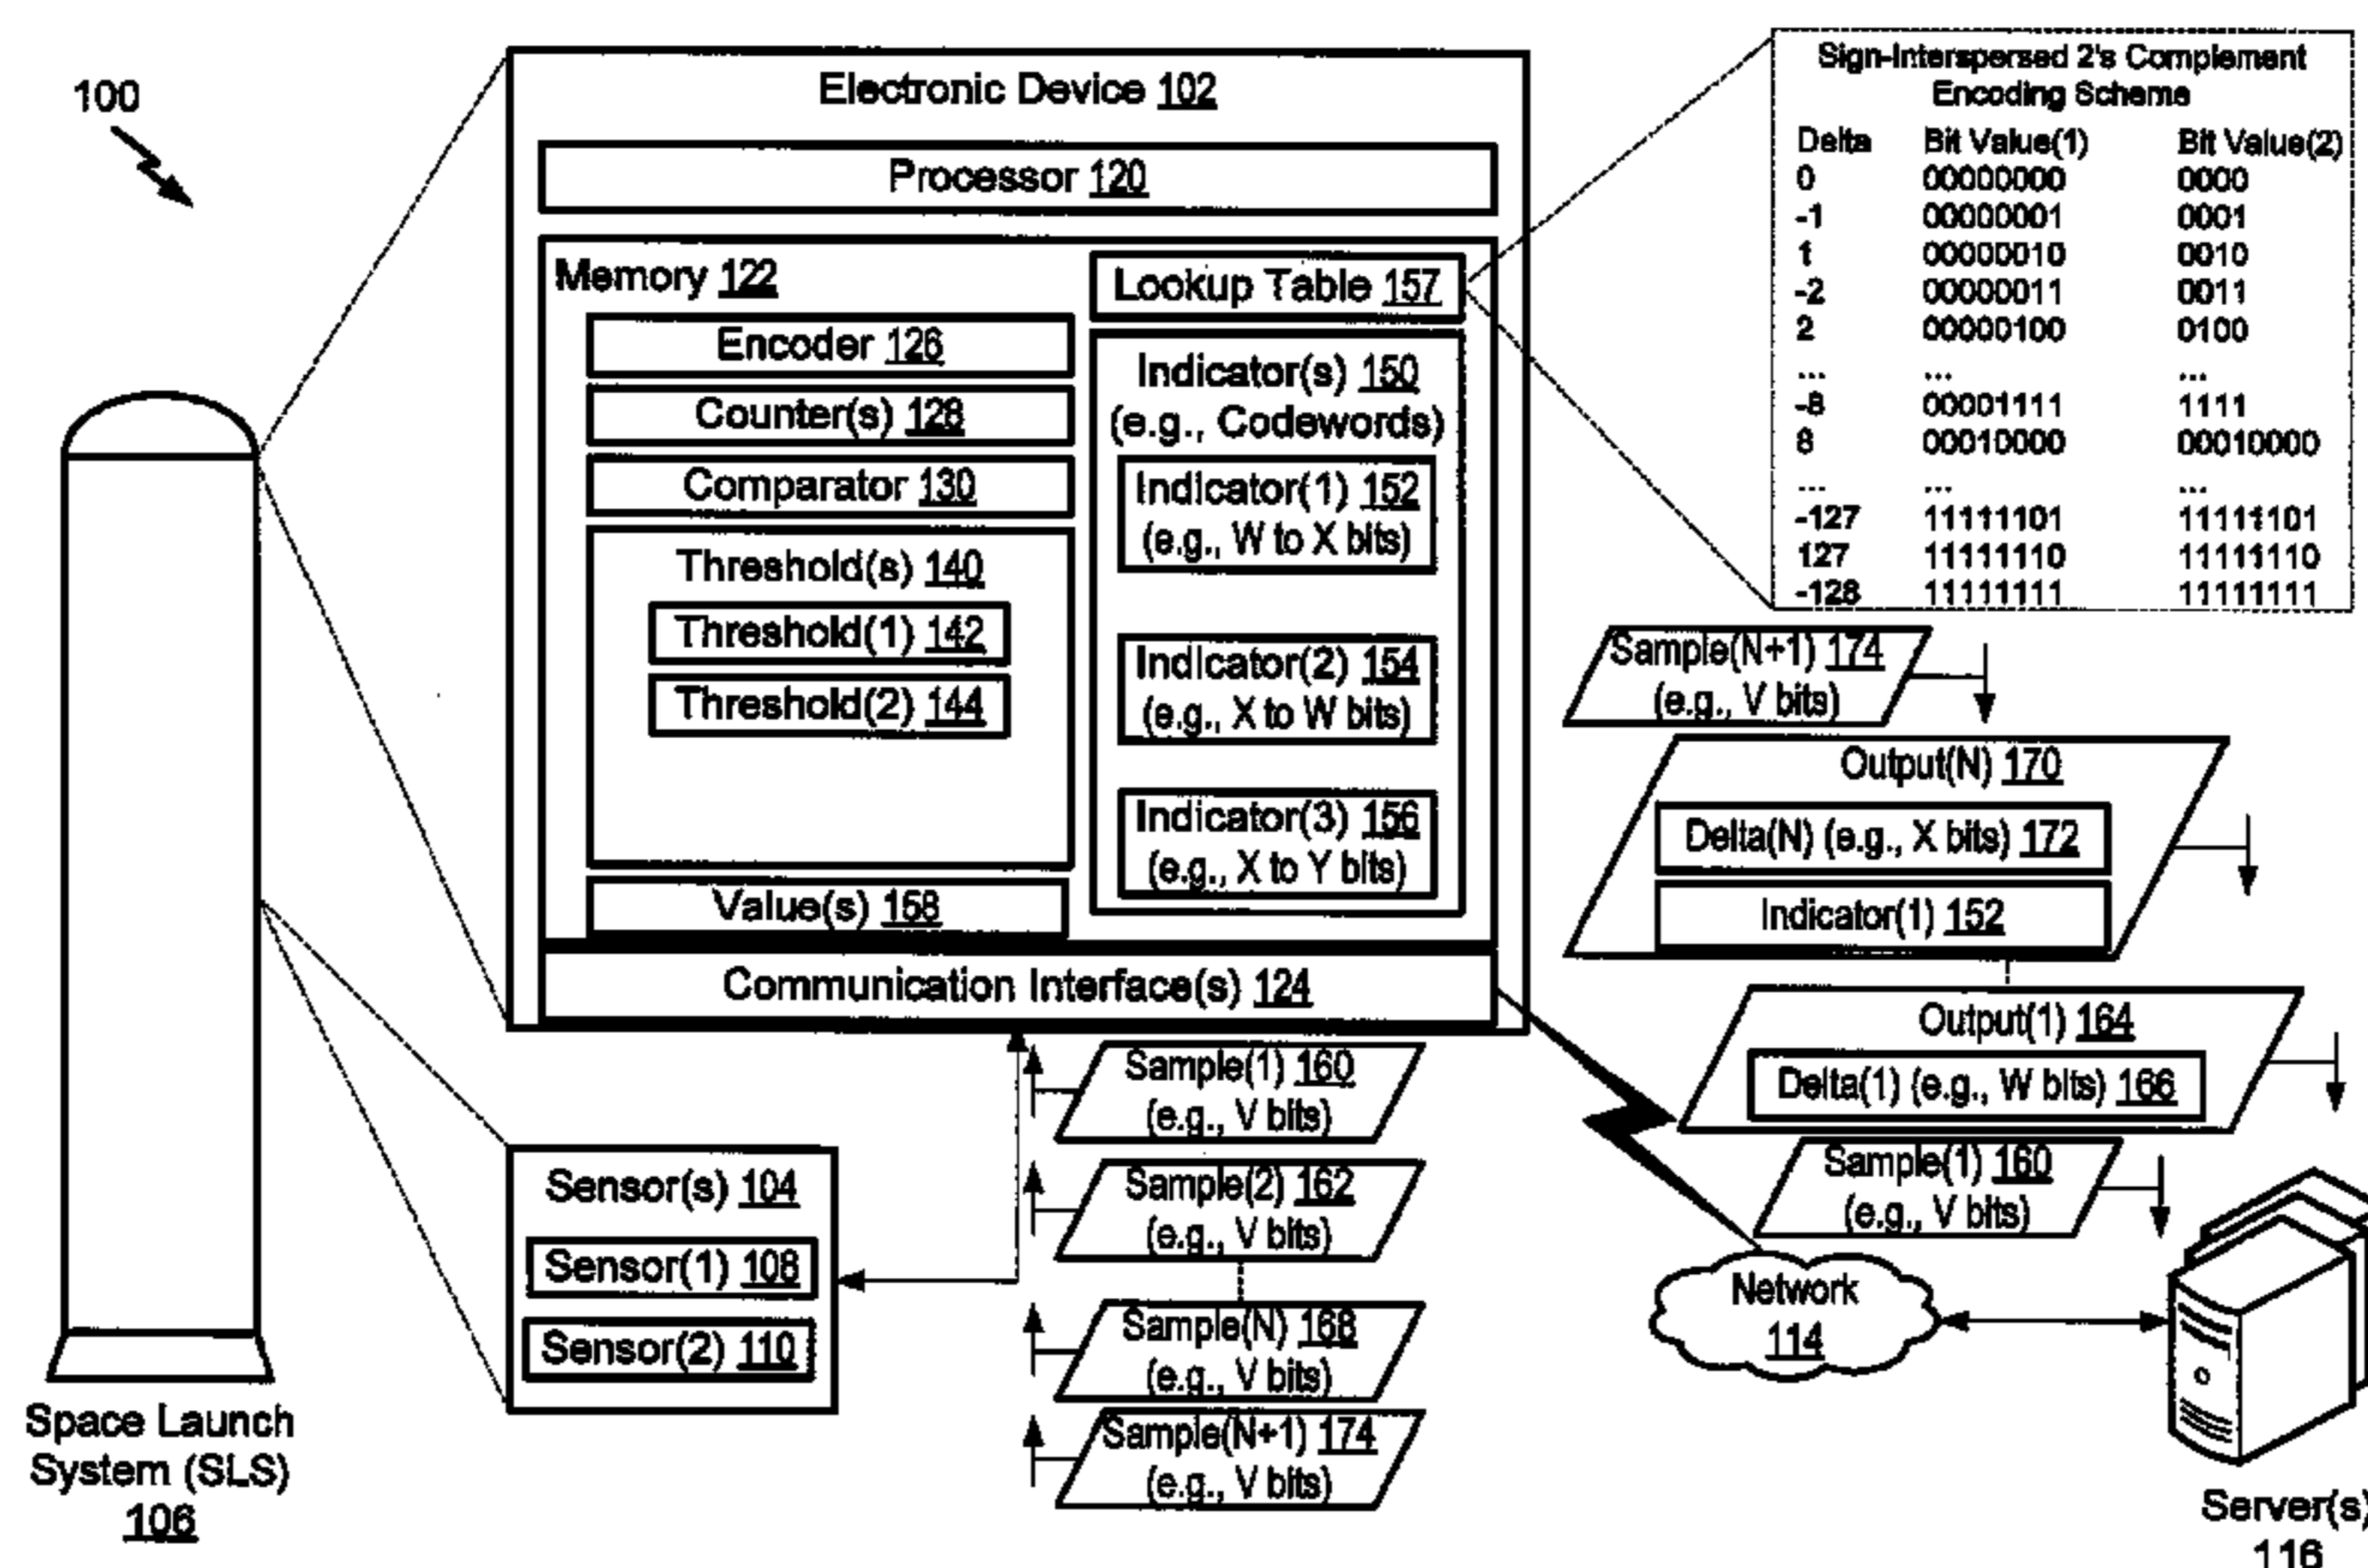 100
Electronic Device 102
Processor 120
Memory 122
Encoder 126
Counter(s) 128
Comparator 130
Threshold(s) 140
Threshold(1) 142
Threshold(2) 144
Value(s) 158
Lookup Table 157
Indicator(s) 150
(e.g., Codewords)
Indicator(1) 152
(e.g., W to X bits)
Indicator(2) 154
(e.g., X to W bits)
Indicator(3) 156
(e.g., X to Y bits)
Communication Interface(s) 124
Sign-Interspersed 2's Complement
Encoding Scheme
Delta Bit Value(1) Bit Value(2)
0 00000000 0000
-1 00000001 0001
1 00000010 0010
-2 00000011 0011
2 00000100 0100
... ... ...
-8 00001111 1111
8 00010000 00010000
... ... ...
-127 11111101 11111101
127 11111110 11111110
-128 11111111 11111111
Sample(N+1) 174
(e.g., V bits)
Output(N) 170
Delta(N) (e.g., X bits) 172
Indicator(1) 152
Output(1) 164
Delta(1) (e.g., W bits) 166
Sample(1) 160
(e.g., V bits)
Sample(1) 160
(e.g., V bits)
Sample(2) 162
(e.g., V bits)
Sample(N) 168
(e.g., V bits)
Sample(N+1) 174
(e.g., V bits)
Sensor(s) 104
Sensor(1) 108
Sensor(2) 110
Network
114
Space Launch
System (SLS)
106
Server(s)
116